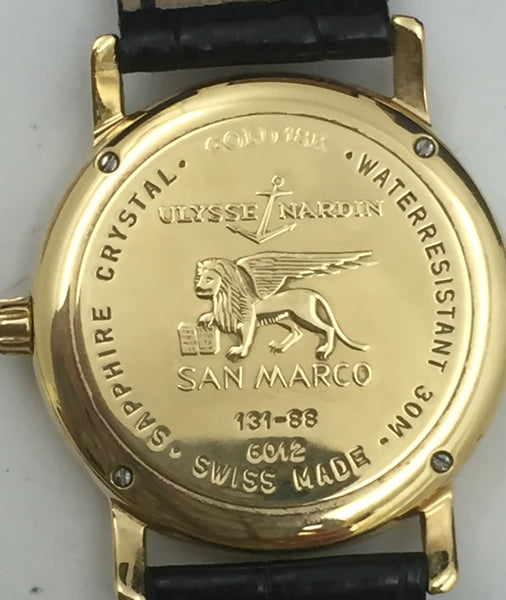 GOLD 18K
· WATERRESISTANT 30M ·
SWISS MADE
· SAPPHIRE CRYSTAL ·
ULYSSE NARDIN
SAN MARCO
131-88
6012